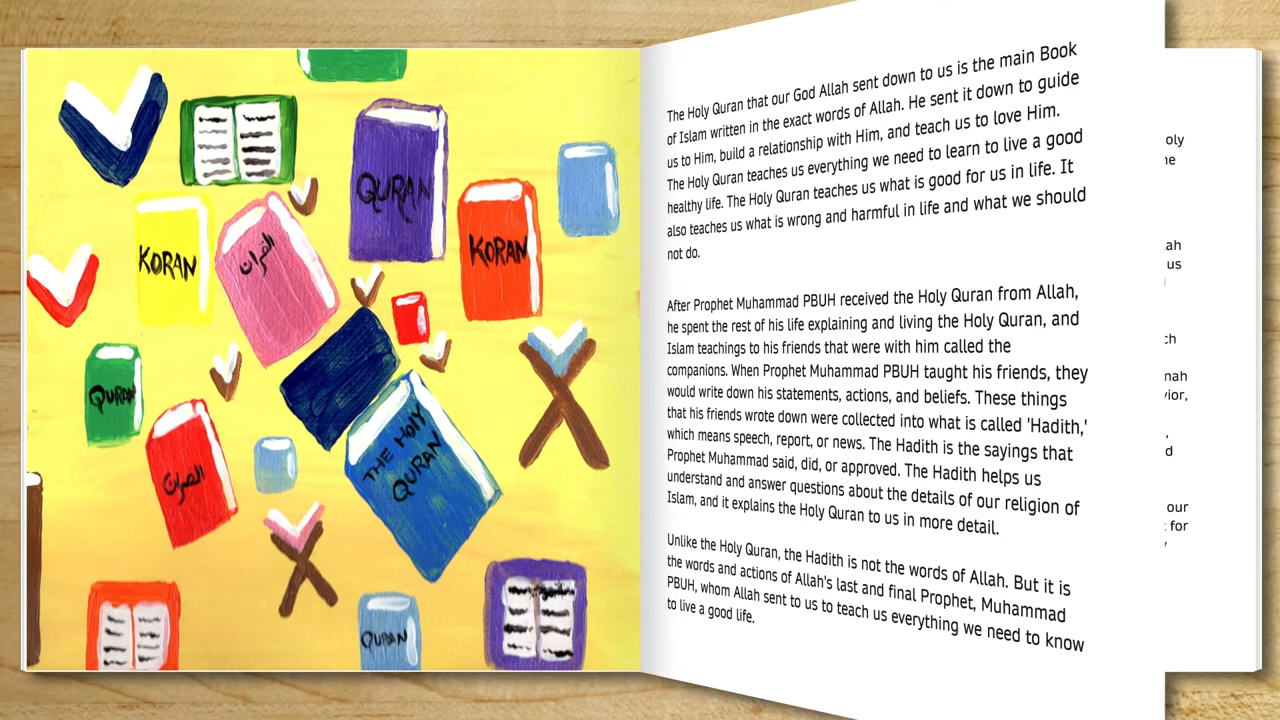 QURAN
KORAN
القران
KORAN
QURAN
THE HOLY
QURAN
القران
QURAN
The Holy Quran that our God Allah sent down to us is the main Book
of Islam written in the exact words of Allah. He sent it down to guide
us to Him, build a relationship with Him, and teach us to love Him.
The Holy Quran teaches us everything we need to learn to live a good
healthy life. The Holy Quran teaches us what is good for us in life. It
also teaches us what is wrong and harmful in life and what we should
not do.
After Prophet Muhammad PBUH received the Holy Quran from Allah,
he spent the rest of his life explaining and living the Holy Quran, and
Islam teachings to his friends that were with him called the
companions. When Prophet Muhammad PBUH taught his friends, they
would write down his statements, actions, and beliefs. These things
that his friends wrote down were collected into what is called 'Hadith,'
which means speech, report, or news. The Hadith is the sayings that
Prophet Muhammad said, did, or approved. The Hadith helps us
understand and answer questions about the details of our religion of
Islam, and it explains the Holy Quran to us in more detail.
Unlike the Holy Quran, the Hadith is not the words of Allah. But it is
the words and actions of Allah's last and final Prophet, Muhammad
PBUH, whom Allah sent to us to teach us everything we need to know
to live a good life.
us
our
for